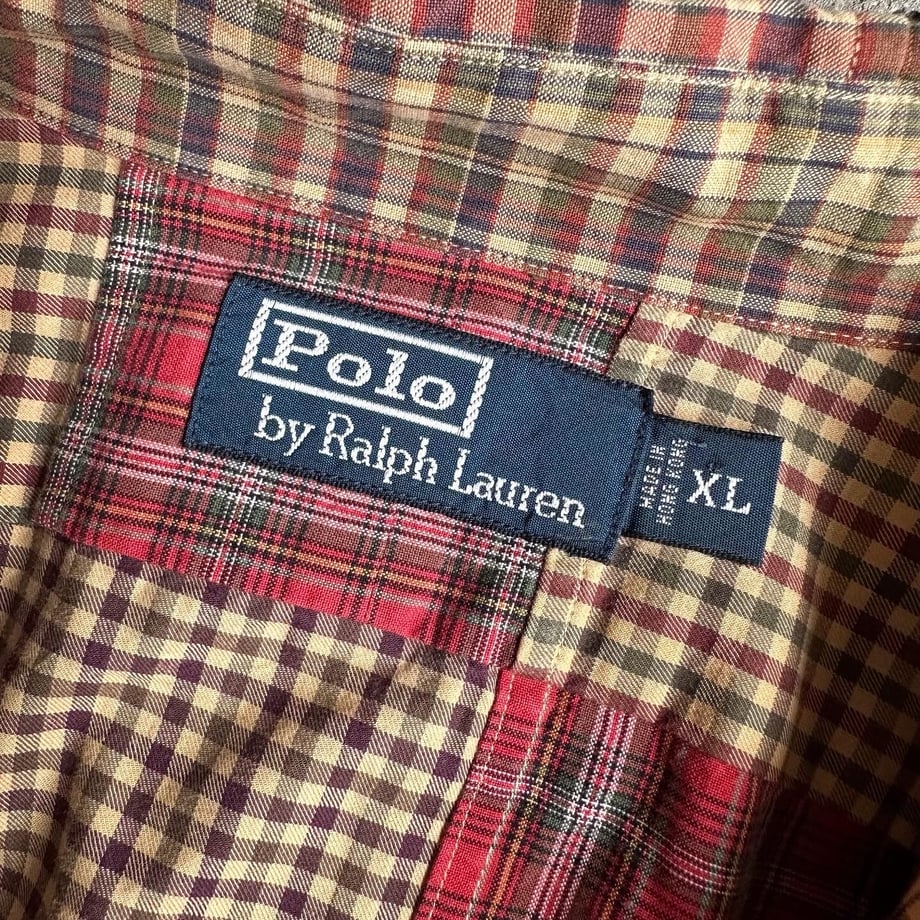 Polo
by Ralph Lauren
MADE IN
HONG KONG
XL